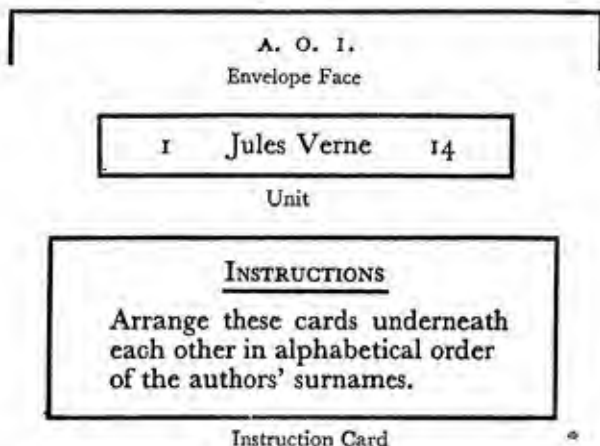 A. O. I.
Envelope Face
1 Jules Verne 14
Unit
INSTRUCTIONS
Arrange these cards underneath
each other in alphabetical order
of the authors' surnames.
Instruction Card